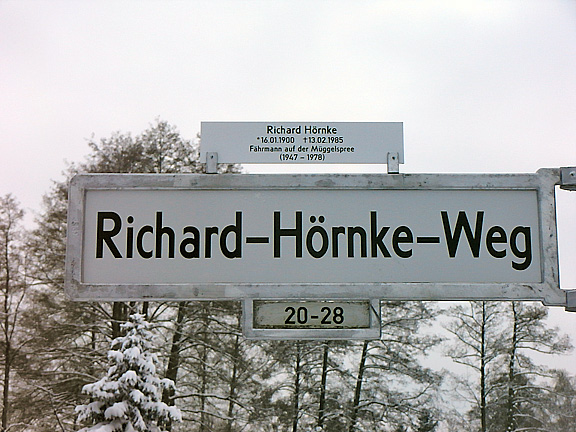 Richard Hörnke
*16.01.1900 †13.02.1985
Fährmann auf der Müggelspree
(1947 – 1978)
Richard-Hörnke-Weg
20-28